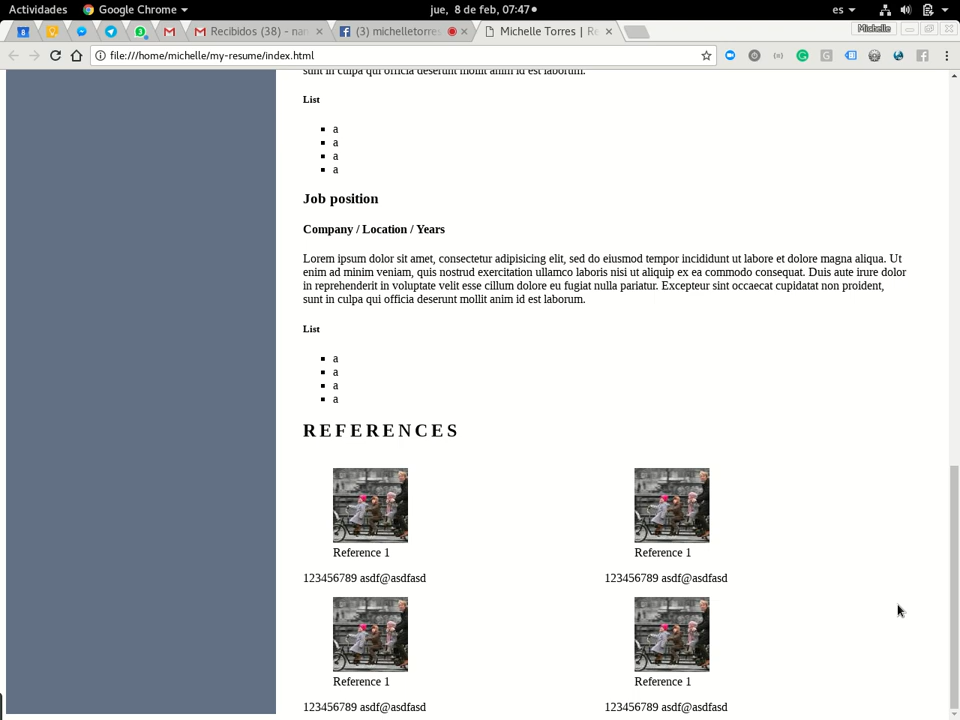 Actividades Google Chrome jue, 8 de feb, 07:47 es
8 3 Recibidos (38) - nar (3) michelletorres Michelle Torres | Re Michelle
file:///home/michelle/my-resume/index.html
sunt in culpa qui officia deserunt mollit anim id est laborum.
List
a
a
a
a
Job position
Company / Location / Years
Lorem ipsum dolor sit amet, consectetur adipisicing elit, sed do eiusmod tempor incididunt ut labore et dolore magna aliqua. Ut
enim ad minim veniam, quis nostrud exercitation ullamco laboris nisi ut aliquip ex ea commodo consequat. Duis aute irure dolor
in reprehenderit in voluptate velit esse cillum dolore eu fugiat nulla pariatur. Excepteur sint occaecat cupidatat non proident,
sunt in culpa qui officia deserunt mollit anim id est laborum.
List
a
a
a
a
REFERENCES
Reference 1 Reference 1
123456789 asdf@asdfasd 123456789 asdf@asdfasd
Reference 1 Reference 1
123456789 asdf@asdfasd 123456789 asdf@asdfasd